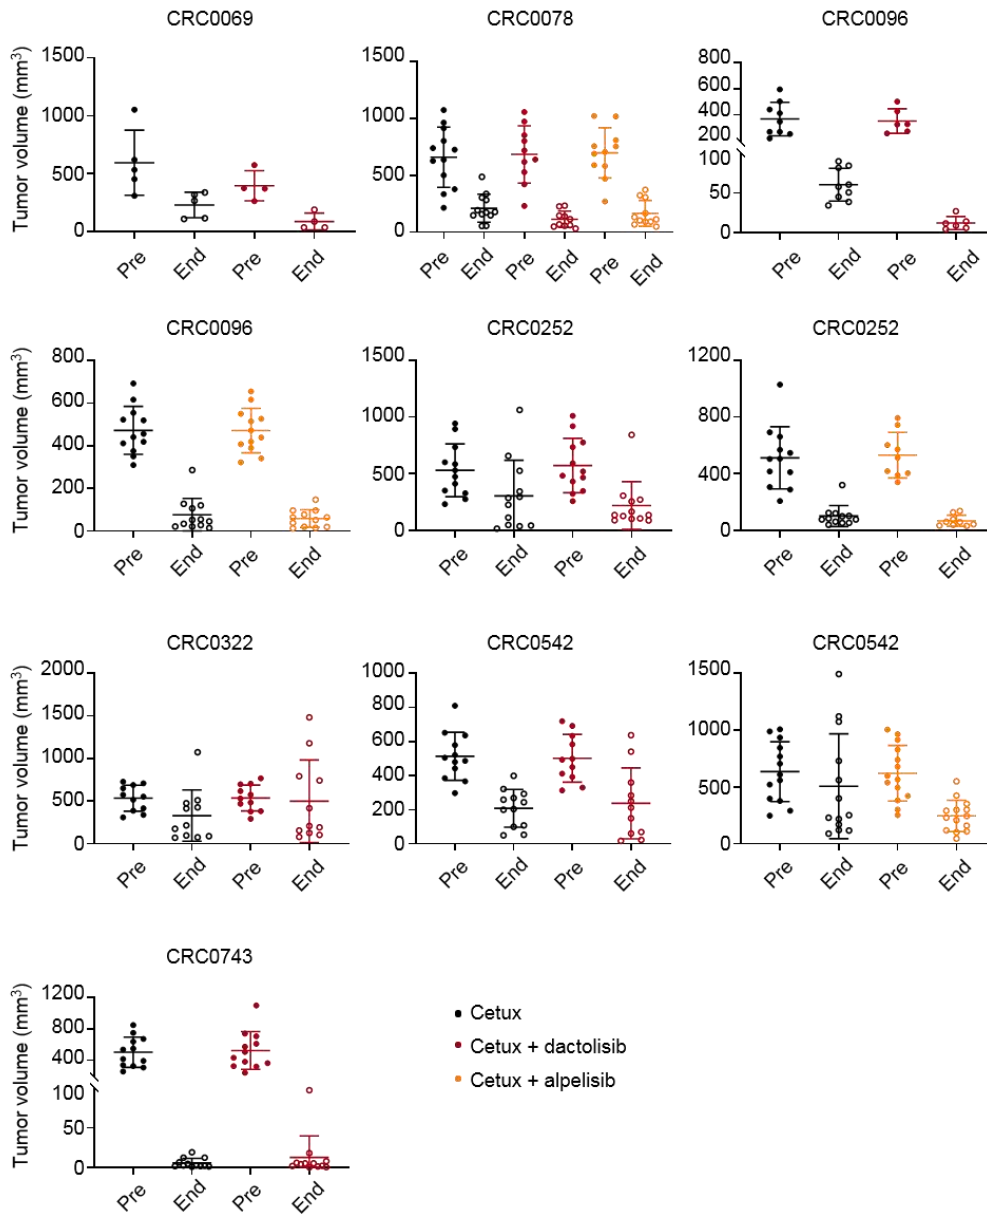 CRC0069
CRC0078
CRC0096
Tumor volume (mm³)
1500
1000
500
0
Pre
End
Pre
End
1500
1000
500
0
Pre
End
Pre
End
Pre
End
800
600
400
200
100
50
0
Pre
End
Pre
End
CRC0096
CRC0252
CRC0252
Tumor volume (mm³)
800
600
400
200
0
Pre
End
Pre
End
1500
1000
500
0
Pre
End
Pre
End
1200
800
400
0
Pre
End
Pre
End
CRC0322
CRC0542
CRC0542
Tumor volume (mm³)
2000
1500
1000
500
0
Pre
End
Pre
End
1000
800
600
400
200
0
Pre
End
Pre
End
1500
1000
500
0
Pre
End
Pre
End
CRC0743
Tumor volume (mm³)
1200
800
400
100
50
0
Pre
End
Pre
End
Cetux
Cetux + dactolisib
Cetux + alpelisib